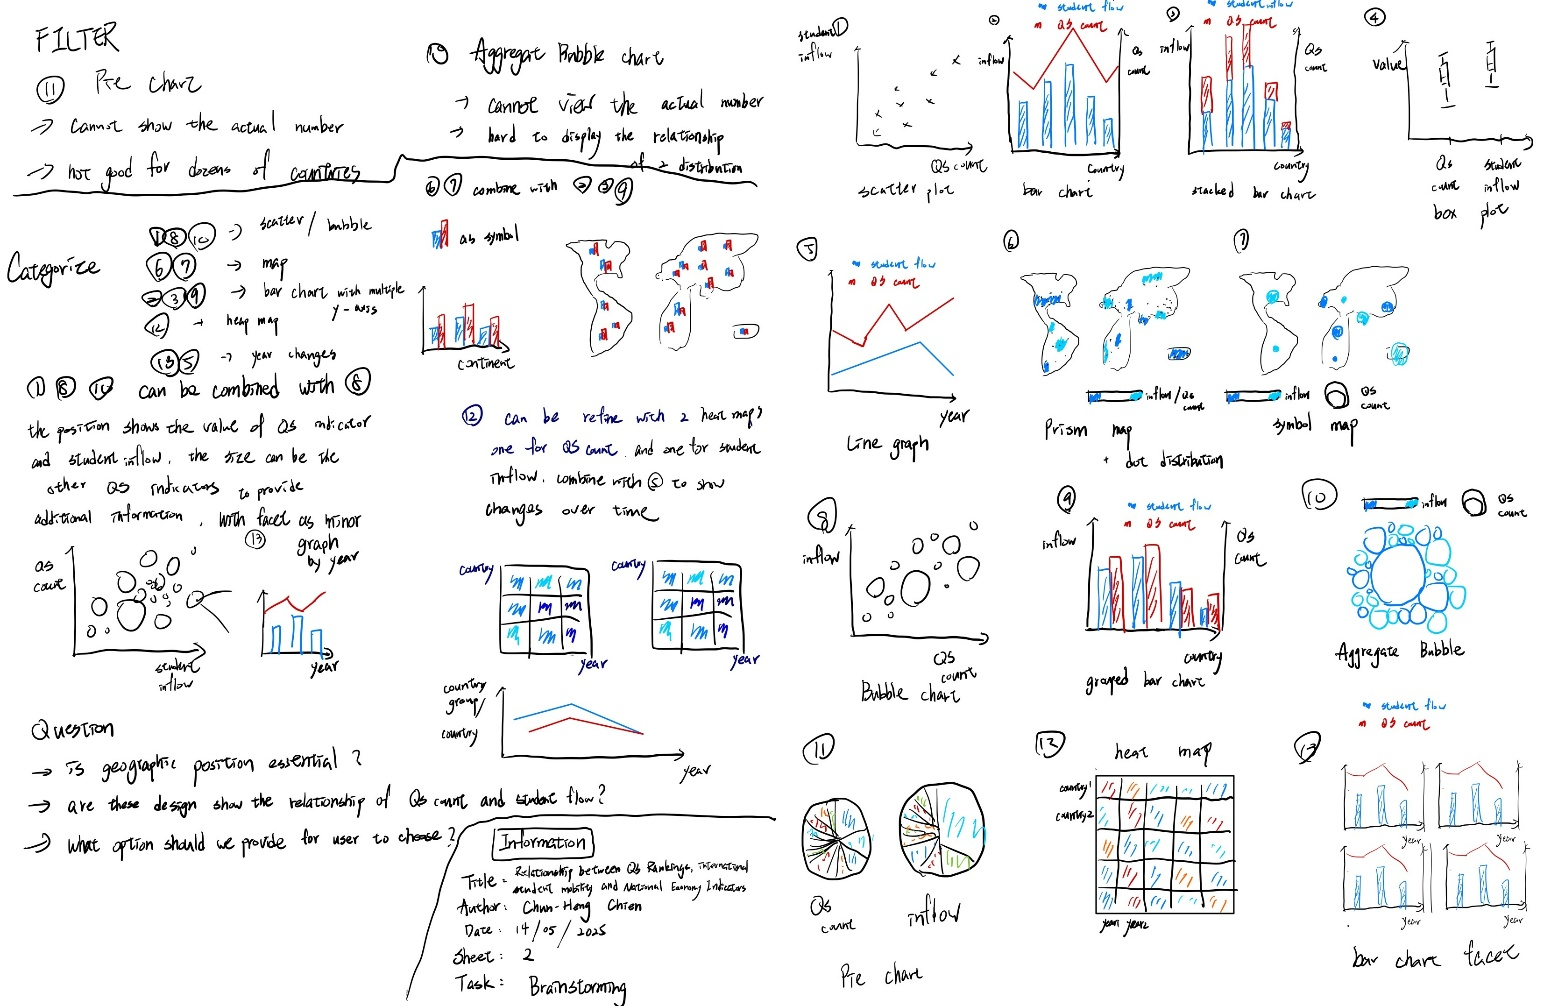 FILTER
⑪ Pie chart
→ Cannot show the actual number
→ not good for dozens of countries
⑩ Aggregate Bubble chart
→ cannot view the actual number
→ hard to display the relationship
of 2 distribution
Categorize
① ⑧ ⑩ → scatter / bubble
⑥ ⑦ → map
② ③ ⑨ → bar chart with multiple
y-axis
⑫ → heap map
⑬ ⑤ → year changes
① ⑧ ⑩ can be combined with ⑧
the position shows the value of QS indicator
and student inflow, the size can be the
other QS indicators to provide
additional information, with facet as minor
⑬ graph
by year
QS
count
student
inflow
year
Question
→ is geographic position essential?
→ are these design show the relationship of QS count and student flow?
→ What option should we provide for user to choose?
⑥ ⑦ combine with ② ③ ⑨
as symbol
continent
⑫ can be refine with 2 heat maps
one for QS count and one for student
inflow, combine with ⑤ to show
changes over time
country
year
country
year
country
group/
country
year
Information
Title: Relationship between QS Rankings, international
student mobility and National Economy Indicators
Author: Chun-Heng Chien
Date: 14/05/2025
Sheet: 2
Task: Brainstorming
①
student
inflow
QS count
scatter plot
②
student flow
QS count
inflow
QS
count
country
bar chart
③
student inflow
QS count
inflow
QS
count
country
stacked bar chart
④
value
QS
count
student
inflow
box plot
⑤
student flow
QS count
year
Line graph
⑥
inflow/QS
count
Prism map
+ dot distribution
⑦
inflow
QS
count
symbol map
⑧
inflow
QS
count
Bubble chart
⑨
student flow
QS count
inflow
QS
count
country
grouped bar chart
⑩
inflow
QS
count
Aggregate Bubble
⑪
QS
count
inflow
Pie chart
⑬
heat map
country1
country2
year1 year2
student flow
QS count
⑫
year
year
year
year
bar chart facet